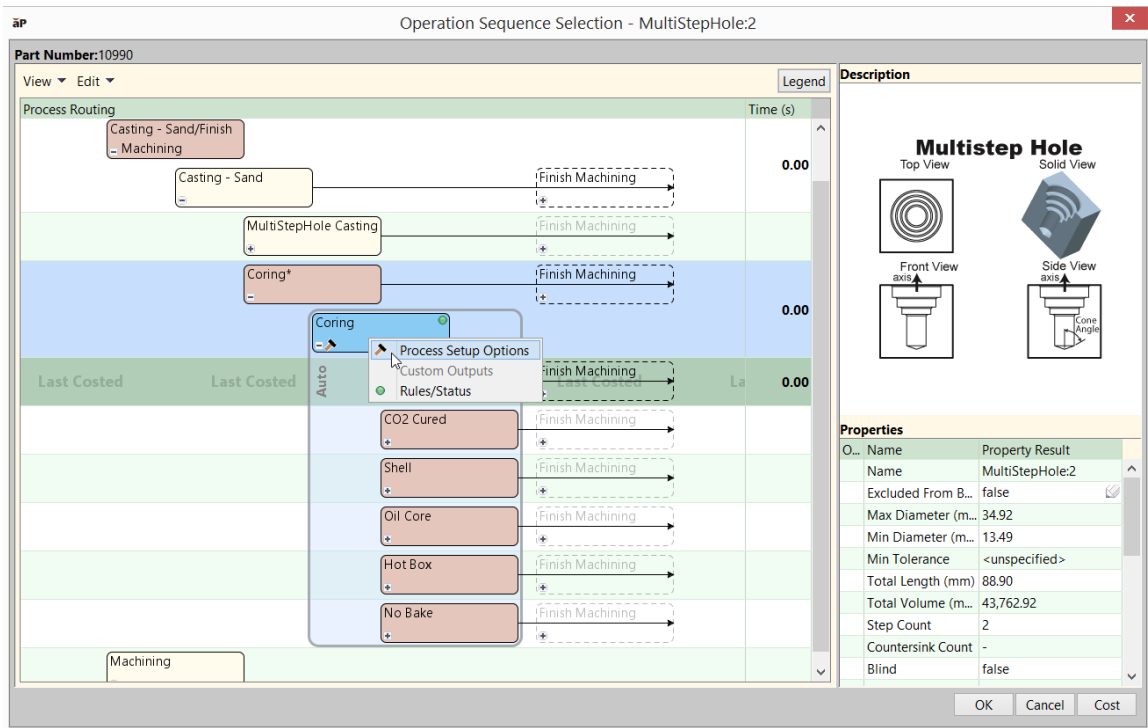 aP
Operation Sequence Selection - MultiStepHole:2
Part Number:10990
View Edit
Legend
Process Routing
Time (s)
Casting - Sand/Finish
Machining
0.00
Casting - Sand
Finish Machining
MultiStepHole Casting
Finish Machining
Coring*
Finish Machining
0.00
Coring
Process Setup Options
Custom Outputs
Rules/Status
Auto
Last Costed
Last Costed
Finish Machining
Last Costed
La
0.00
CO2 Cured
Finish Machining
Shell
Finish Machining
Oil Core
Finish Machining
Hot Box
Finish Machining
No Bake
Finish Machining
Machining
Description
Multistep Hole
Top View
Solid View
Front View
axis
Side View
axis
Cone
Angle
Properties
O... Name Property Result
Name MultiStepHole:2
Excluded From B... false
Max Diameter (m... 34.92
Min Diameter (m... 13.49
Min Tolerance <unspecified>
Total Length (mm) 88.90
Total Volume (m... 43,762.92
Step Count 2
Countersink Count -
Blind false
OK Cancel Cost